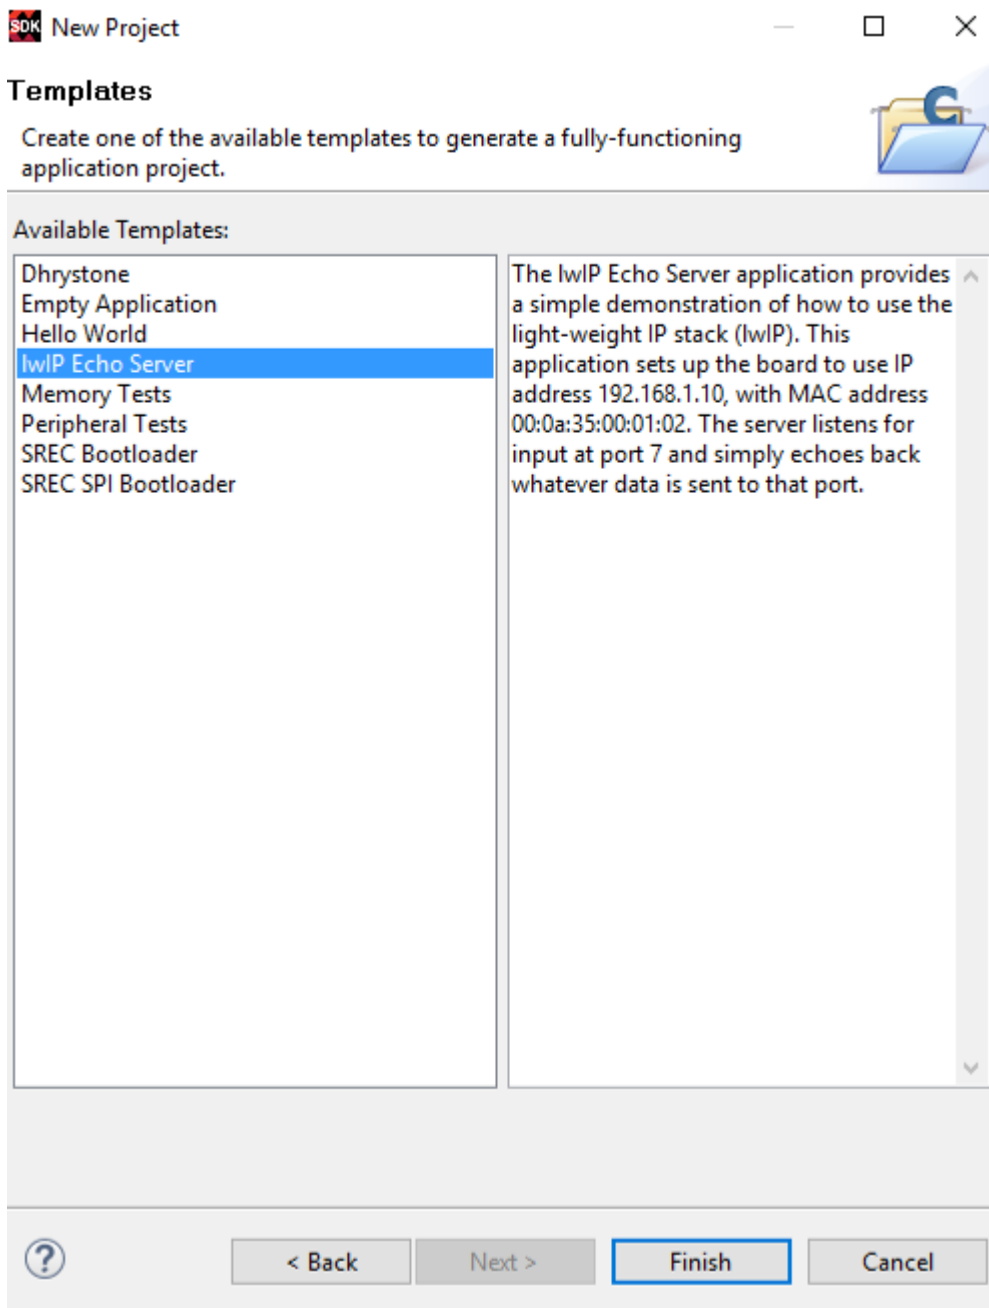 SDK New Project
Templates
Create one of the available templates to generate a fully-functioning
application project.
Available Templates:
Dhrystone
Empty Application
Hello World
lwIP Echo Server
Memory Tests
Peripheral Tests
SREC Bootloader
SREC SPI Bootloader
The lwIP Echo Server application provides
a simple demonstration of how to use the
light-weight IP stack (lwIP). This
application sets up the board to use IP
address 192.168.1.10, with MAC address
00:0a:35:00:01:02. The server listens for
input at port 7 and simply echoes back
whatever data is sent to that port.
< Back Next > Finish Cancel